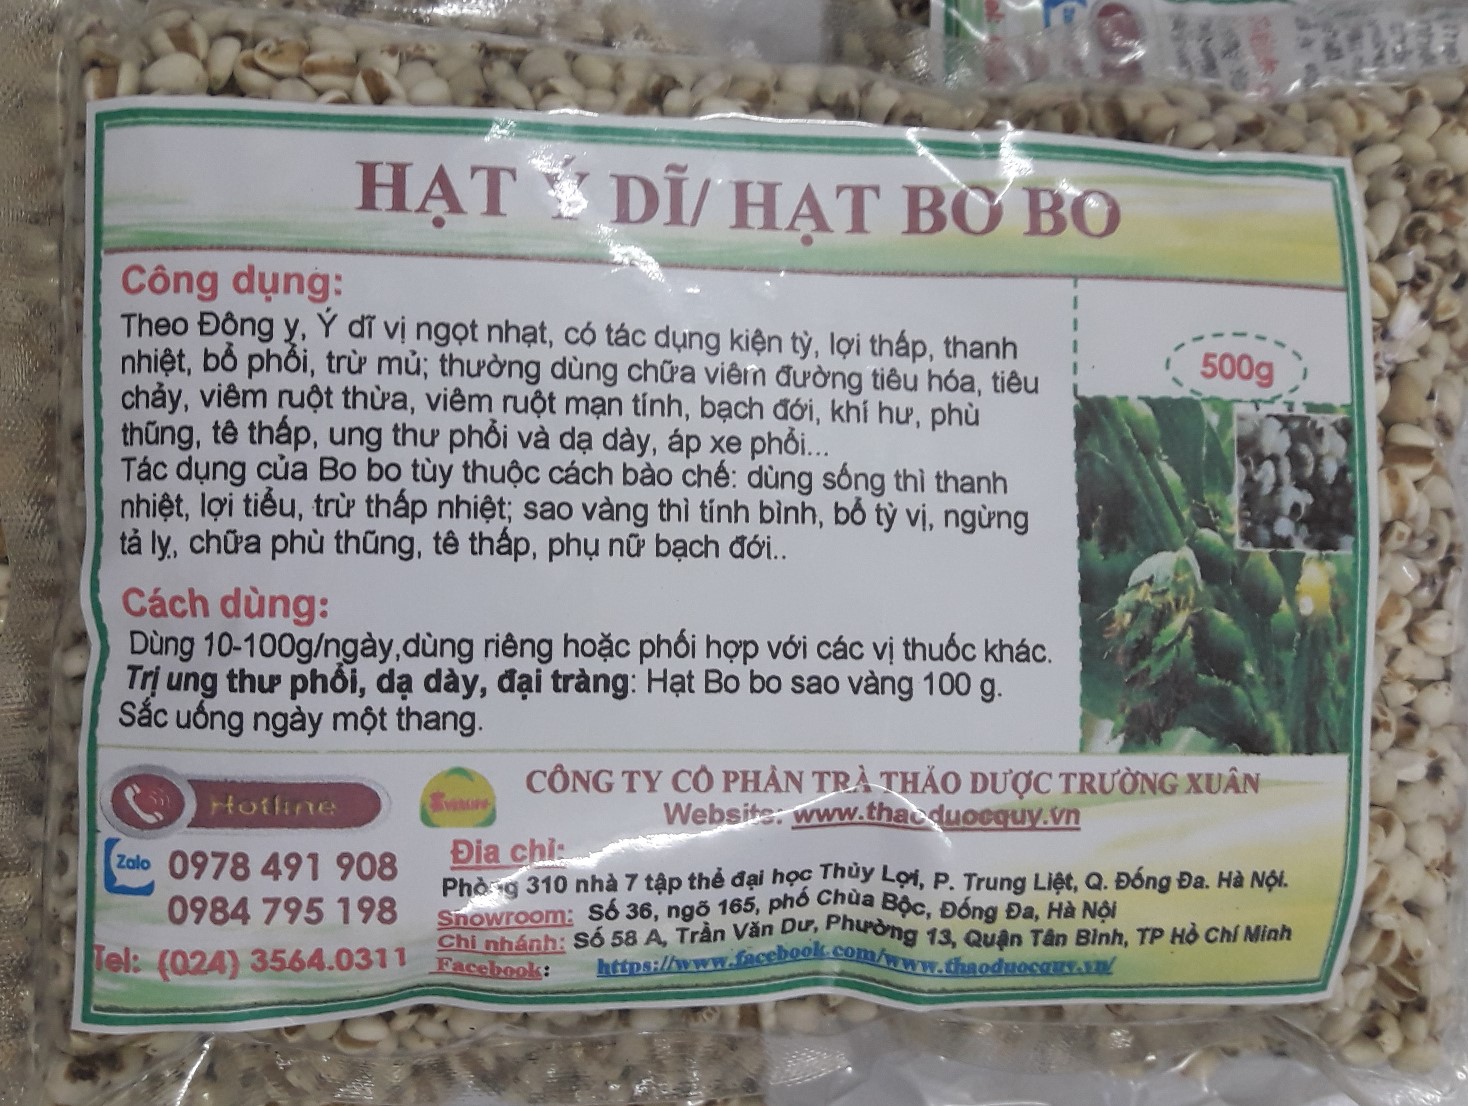 HẠT Ý DĨ/ HẠT BO BO
Công dụng:
Theo Đông y, Ý dĩ vị ngọt nhạt, có tác dụng kiện tỳ, lợi thấp, thanh
nhiệt, bổ phổi, trừ mủ; thường dùng chữa viêm đường tiêu hóa, tiêu
chảy, viêm ruột thừa, viêm ruột mạn tính, bạch đới, khí hư, phù
thũng, tê thấp, ung thư phổi và dạ dày, áp xe phổi...
Tác dụng của Bo bo tùy thuộc cách bào chế: dùng sống thì thanh
nhiệt, lợi tiểu, trừ thấp nhiệt; sao vàng thì tính bình, bổ tỳ vị, ngừng
tả lỵ, chữa phù thũng, tê thấp, phụ nữ bạch đới..
500g
Cách dùng:
Dùng 10-100g/ngày,dùng riêng hoặc phối hợp với các vị thuốc khác.
Trị ung thư phổi, dạ dày, đại tràng: Hạt Bo bo sao vàng 100 g.
Sắc uống ngày một thang.
Hotline
Zalo 0978 491 908
0984 795 198
Tel: (024) 3564.0311
CÔNG TY CỔ PHẦN TRÀ THẢO DƯỢC TRƯỜNG XUÂN
Website: www.thaoduocquy.vn
Địa chỉ:
Phòng 310 nhà 7 tập thể đại học Thủy Lợi, P. Trung Liệt, Q. Đống Đa. Hà Nội.
Showroom: Số 36, ngõ 165, phố Chùa Bộc, Đống Đa, Hà Nội
Chi nhánh: Số 58 A, Trần Văn Dư, Phường 13, Quận Tân Bình, TP Hồ Chí Minh
Facebook: https://www.facebook.com/www.thaoduocquy.vn/